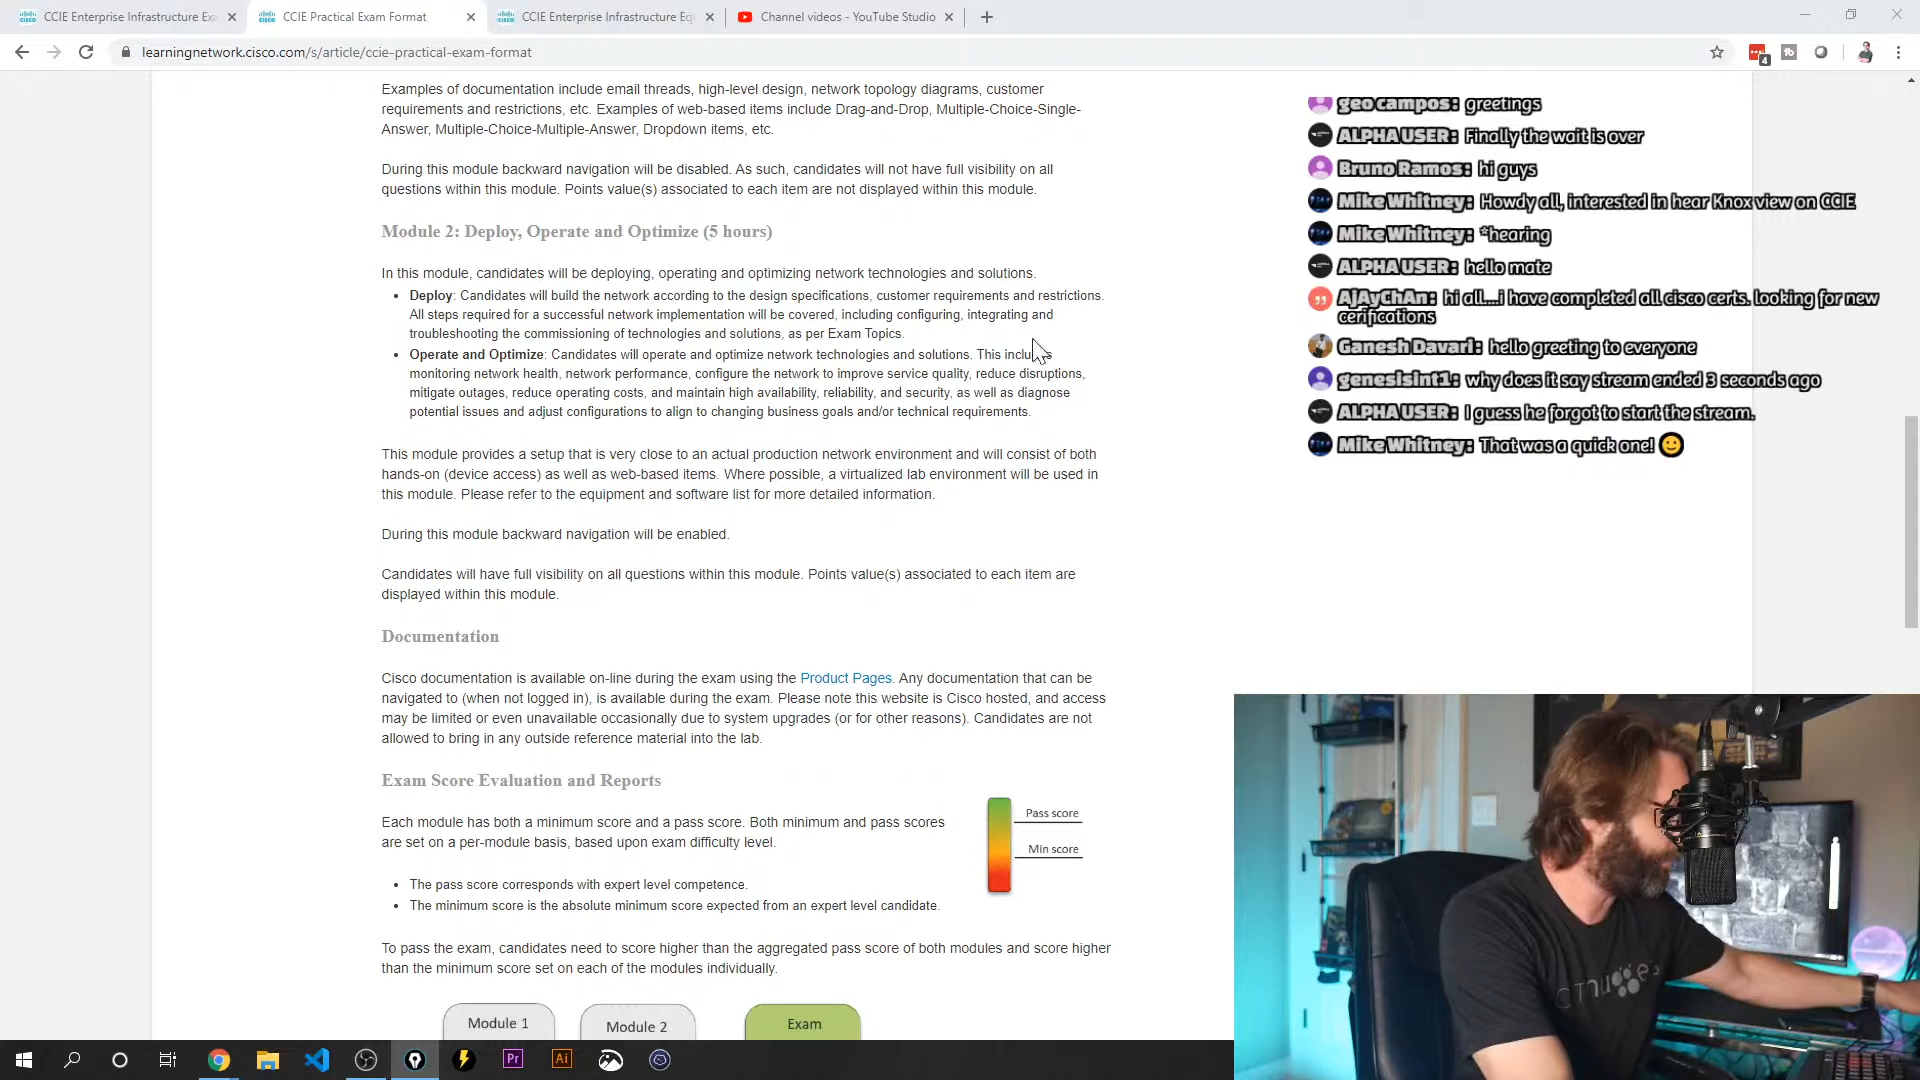 CCIE Enterprise Infrastructure Exa
CCIE Practical Exam Format
CCIE Enterprise Infrastructure Equ
Channel videos - YouTube Studio
learningnetwork.cisco.com/s/article/ccie-practical-exam-format
4
Examples of documentation include email threads, high-level design, network topology diagrams, customer
requirements and restrictions, etc. Examples of web-based items include Drag-and-Drop, Multiple-Choice-Single-
Answer, Multiple-Choice-Multiple-Answer, Dropdown items, etc.
During this module backward navigation will be disabled. As such, candidates will not have full visibility on all
questions within this module. Points value(s) associated to each item are not displayed within this module.
Module 2: Deploy, Operate and Optimize (5 hours)
In this module, candidates will be deploying, operating and optimizing network technologies and solutions.
Deploy: Candidates will build the network according to the design specifications, customer requirements and restrictions.
All steps required for a successful network implementation will be covered, including configuring, integrating and
troubleshooting the commissioning of technologies and solutions, as per Exam Topics.
Operate and Optimize: Candidates will operate and optimize network technologies and solutions. This includes
monitoring network health, network performance, configure the network to improve service quality, reduce disruptions,
mitigate outages, reduce operating costs, and maintain high availability, reliability, and security, as well as diagnose
potential issues and adjust configurations to align to changing business goals and/or technical requirements.
This module provides a setup that is very close to an actual production network environment and will consist of both
hands-on (device access) as well as web-based items. Where possible, a virtualized lab environment will be used in
this module. Please refer to the equipment and software list for more detailed information.
During this module backward navigation will be enabled.
Candidates will have full visibility on all questions within this module. Points value(s) associated to each item are
displayed within this module.
Documentation
Cisco documentation is available on-line during the exam using the Product Pages. Any documentation that can be
navigated to (when not logged in), is available during the exam. Please note this website is Cisco hosted, and access
may be limited or even unavailable occasionally due to system upgrades (or for other reasons). Candidates are not
allowed to bring in any outside reference material into the lab.
Exam Score Evaluation and Reports
Each module has both a minimum score and a pass score. Both minimum and pass scores
are set on a per-module basis, based upon exam difficulty level.
The pass score corresponds with expert level competence.
The minimum score is the absolute minimum score expected from an expert level candidate.
Pass score
Min score
To pass the exam, candidates need to score higher than the aggregated pass score of both modules and score higher
than the minimum score set on each of the modules individually.
Module 1
Module 2
Exam
geo campos: greetings
ALPHA USER: Finally the wait is over
Bruno Ramos: hi guys
Mike Whitney: Howdy all, interested in hear Knox view on CCIE
Mike Whitney: *hearing
ALPHA USER: hello mate
AjAyChAn: hi all....i have completed all cisco certs. looking for new
cerifications
Ganesh Davari: hello greeting to everyone
genesisint1: why does it say stream ended 3 seconds ago
ALPHA USER: I guess he forgot to start the stream.
Mike Whitney: That was a quick one!
Pr
Ai